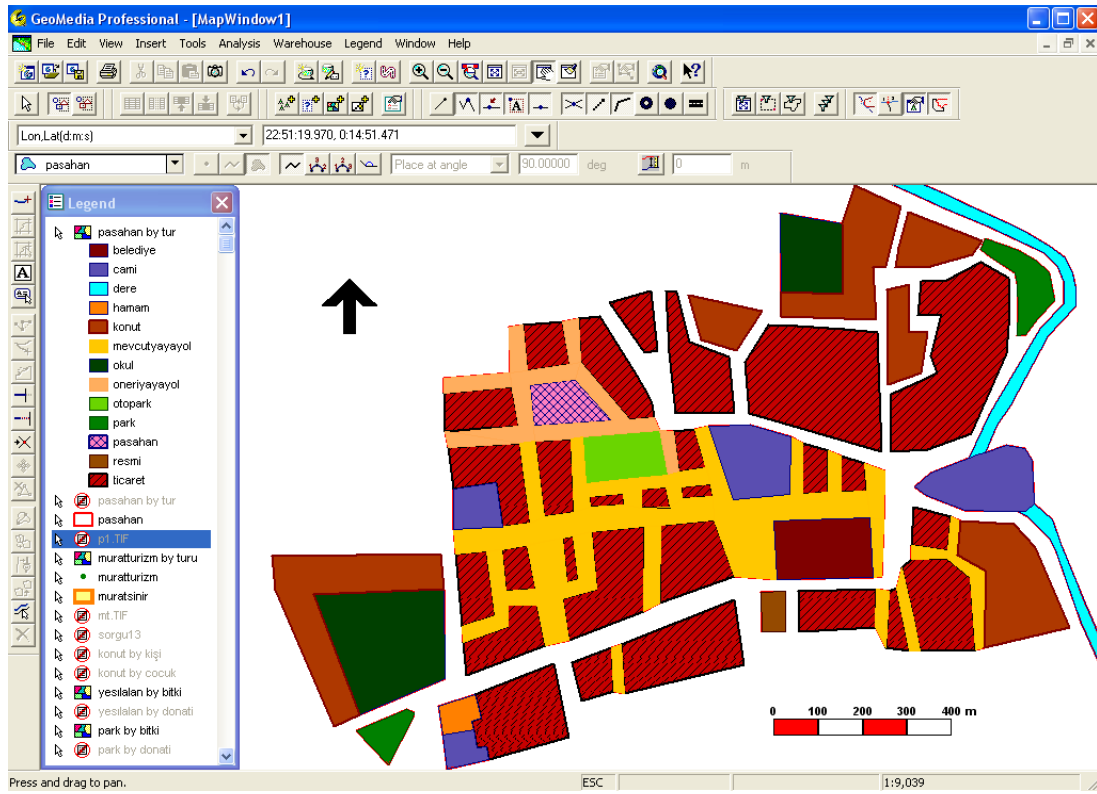 GeoMedia Professional - [MapWindow1]
File Edit View Insert Tools Analysis Warehouse Legend Window Help
Lon,Lat(d:m:s) 22:51:19.970, 0:14:51.471
pasahan Place at angle 90.00000 deg 0 m
Legend
pasahan by tur
belediye
cami
dere
hamam
konut
mevcutyayayol
okul
oneriyayayol
otopark
park
pasahan
resmi
ticaret
pasahan by tur
pasahan
p1.TIF
muratturizm by turu
muratturizm
muratsinir
mt.TIF
sorgu13
konut by kişi
konut by cocuk
yesılalan by bitki
yesılalan by donati
park by bitki
park by donati
0 100 200 300 400 m
Press and drag to pan. ESC 1:9,039